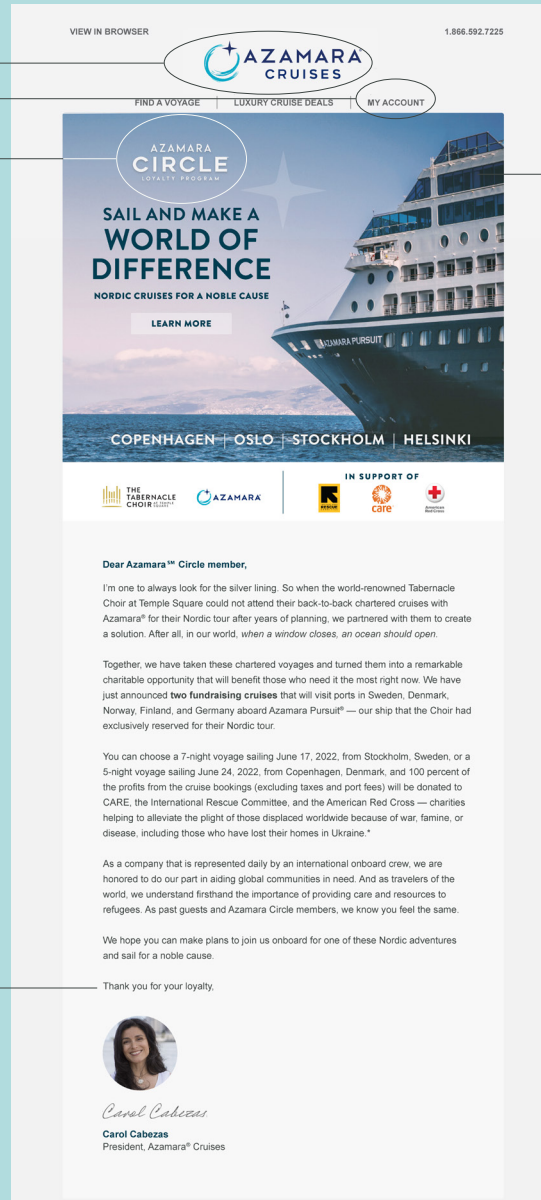 VIEW IN BROWSER
1.866.592.7225
AZAMARA
CRUISES
FIND A VOYAGE | LUXURY CRUISE DEALS | MY ACCOUNT
AZAMARA
CIRCLE
LOYALTY PROGRAM
SAIL AND MAKE A
WORLD OF
DIFFERENCE
NORDIC CRUISES FOR A NOBLE CAUSE
LEARN MORE
AZAMARA PURSUIT
COPENHAGEN | OSLO | STOCKHOLM | HELSINKI
IN SUPPORT OF
THE
TABERNACLE
CHOIR AT TEMPLE SQUARE
AZAMARA
RESCUE
care
American
Red Cross
Dear Azamara℠ Circle member,
I'm one to always look for the silver lining. So when the world-renowned Tabernacle
Choir at Temple Square could not attend their back-to-back chartered cruises with
Azamara® for their Nordic tour after years of planning, we partnered with them to create
a solution. After all, in our world, when a window closes, an ocean should open.
Together, we have taken these chartered voyages and turned them into a remarkable
charitable opportunity that will benefit those who need it the most right now. We have
just announced two fundraising cruises that will visit ports in Sweden, Denmark,
Norway, Finland, and Germany aboard Azamara Pursuit® — our ship that the Choir had
exclusively reserved for their Nordic tour.
You can choose a 7-night voyage sailing June 17, 2022, from Stockholm, Sweden, or a
5-night voyage sailing June 24, 2022, from Copenhagen, Denmark, and 100 percent of
the profits from the cruise bookings (excluding taxes and port fees) will be donated to
CARE, the International Rescue Committee, and the American Red Cross — charities
helping to alleviate the plight of those displaced worldwide because of war, famine, or
disease, including those who have lost their homes in Ukraine.*
As a company that is represented daily by an international onboard crew, we are
honored to do our part in aiding global communities in need. And as travelers of the
world, we understand firsthand the importance of providing care and resources to
refugees. As past guests and Azamara Circle members, we know you feel the same.
We hope you can make plans to join us onboard for one of these Nordic adventures
and sail for a noble cause.
Thank you for your loyalty,
Carol Cabezas
Carol Cabezas
President, Azamara® Cruises